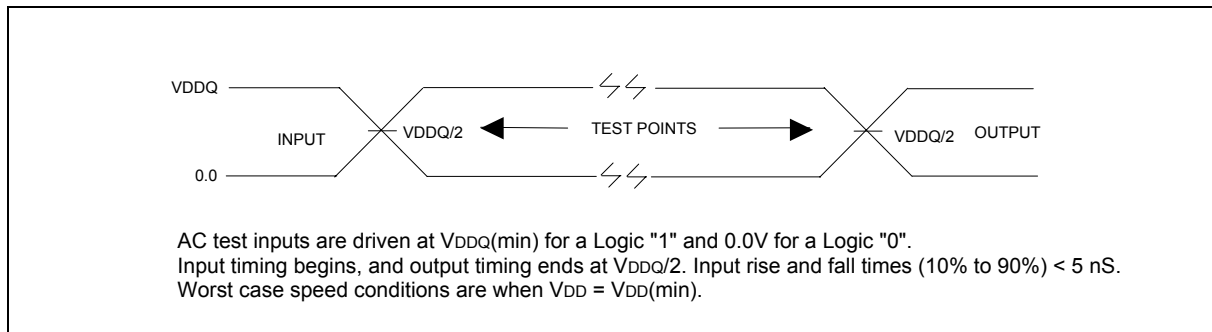 VDDQ
INPUT VDDQ/2 TEST POINTS VDDQ/2 OUTPUT
0.0
AC test inputs are driven at VDDQ(min) for a Logic "1" and 0.0V for a Logic "0".
Input timing begins, and output timing ends at VDDQ/2. Input rise and fall times (10% to 90%) < 5 nS.
Worst case speed conditions are when VDD = VDD(min).